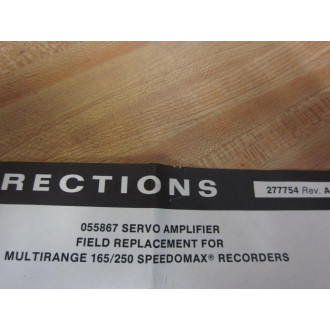 RECTIONS
277754 Rev. A
055867 SERVO AMPLIFIER
FIELD REPLACEMENT FOR
MULTIRANGE 165/250 SPEEDOMAX® RECORDERS